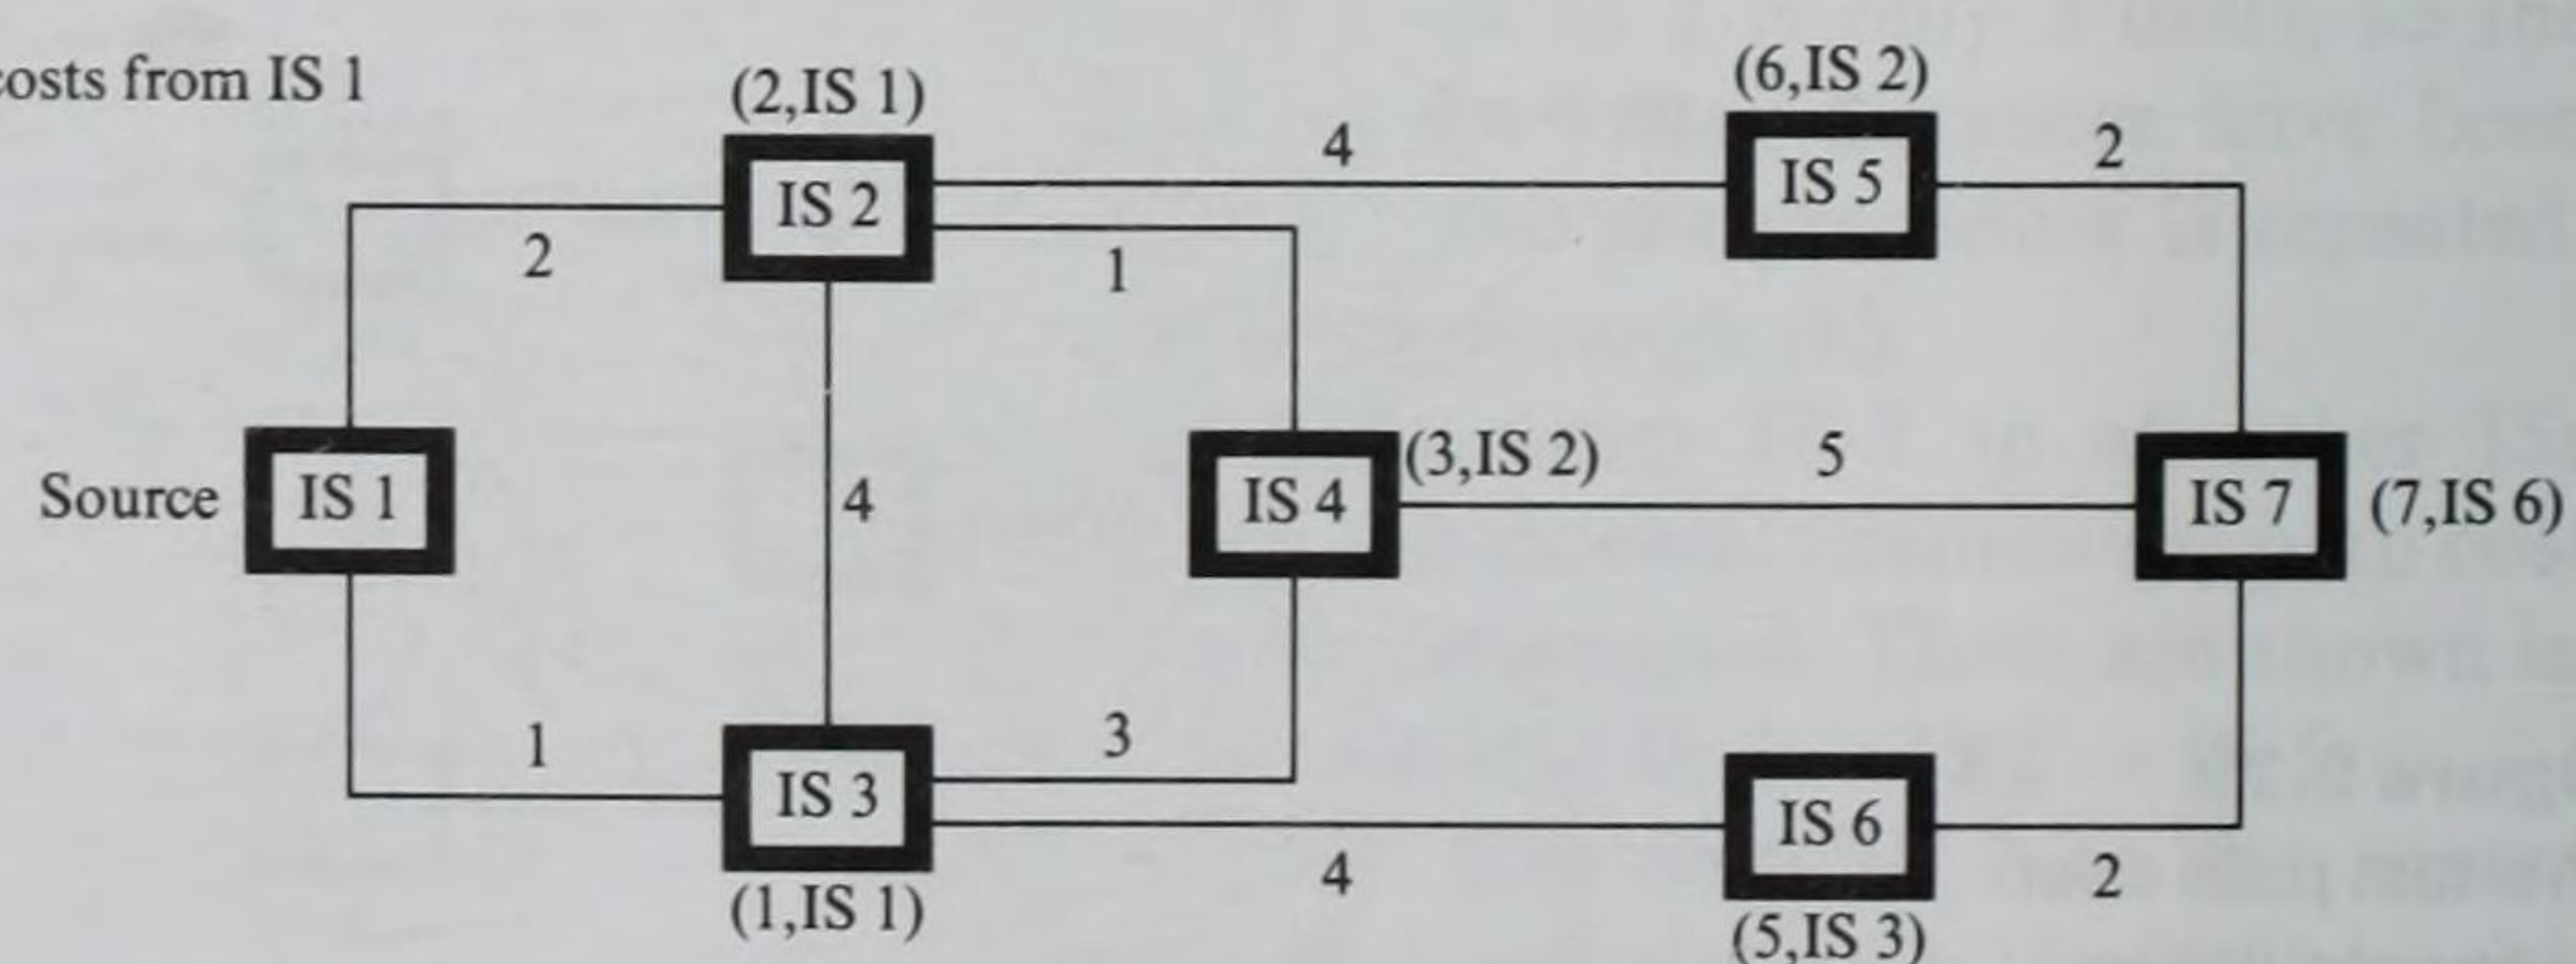 costs from IS 1
(2,IS 1)
(6,IS 2)
IS 2
4
IS 5
2
2
1
Source
IS 1
4
IS 4
(3,IS 2)
5
IS 7
(7,IS 6)
1
IS 3
3
4
IS 6
2
(1,IS 1)
(5,IS 3)